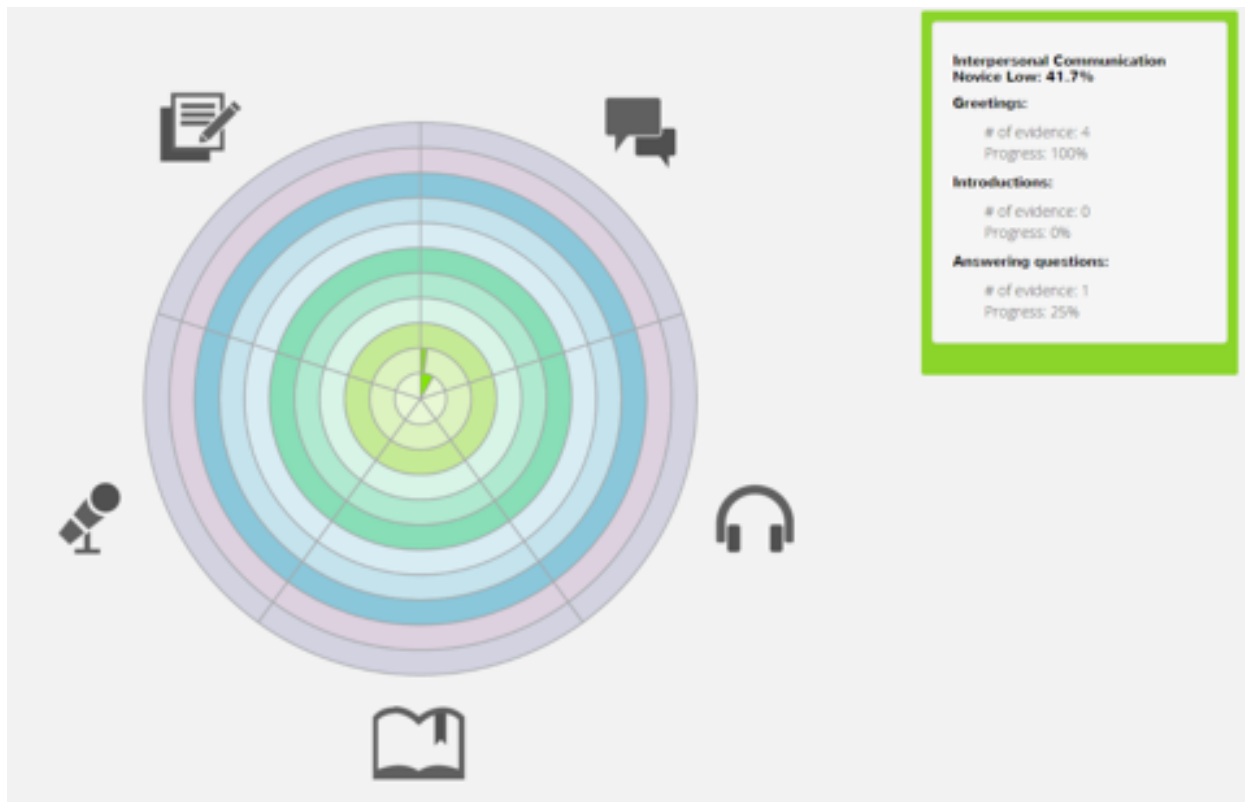 Interpersonal Communication
Novice Low: 41.7%
Greetings:
# of evidence: 4
Progress: 100%
Introductions:
# of evidence: 0
Progress: 0%
Answering questions:
# of evidence: 1
Progress: 25%